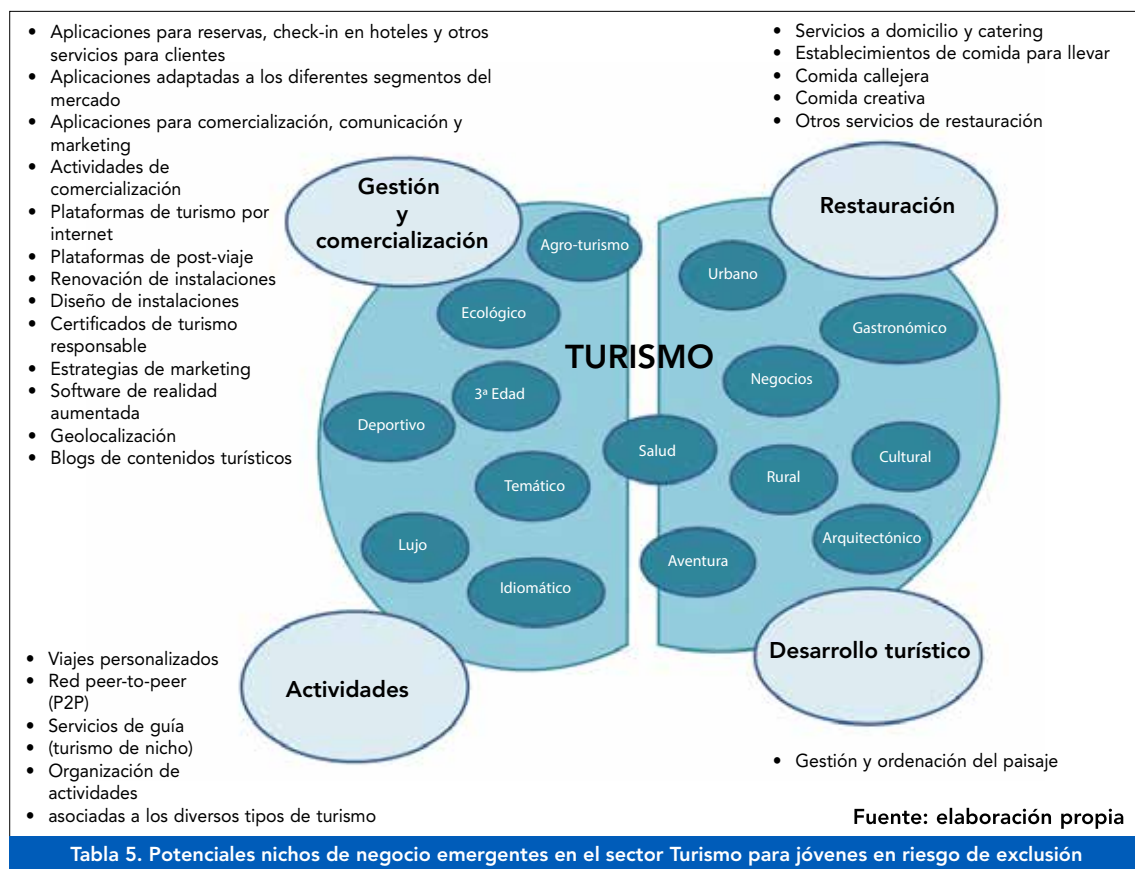 • Aplicaciones para reservas, check-in en hoteles y otros
servicios para clientes
• Aplicaciones adaptadas a los diferentes segmentos del
mercado
• Aplicaciones para comercialización, comunicación y
marketing
• Actividades de
comercialización
• Plataformas de turismo por
internet
• Plataformas de post-viaje
• Renovación de instalaciones
• Diseño de instalaciones
• Certificados de turismo
responsable
• Estrategias de marketing
• Software de realidad
aumentada
• Geolocalización
• Blogs de contenidos turísticos
• Servicios a domicilio y catering
• Establecimientos de comida para llevar
• Comida callejera
• Comida creativa
• Otros servicios de restauración
Gestión
y
comercialización
Restauración
Agro-turismo
Urbano
Ecológico
Gastronómico
TURISMO
3ª Edad
Negocios
Deportivo
Salud
Cultural
Temático
Rural
Lujo
Arquitectónico
Aventura
Idiomático
Actividades
Desarrollo turístico
• Viajes personalizados
• Red peer-to-peer
(P2P)
• Servicios de guía
• (turismo de nicho)
• Organización de
actividades
• asociadas a los diversos tipos de turismo
• Gestión y ordenación del paisaje
Fuente: elaboración propia
Tabla 5. Potenciales nichos de negocio emergentes en el sector Turismo para jóvenes en riesgo de exclusión